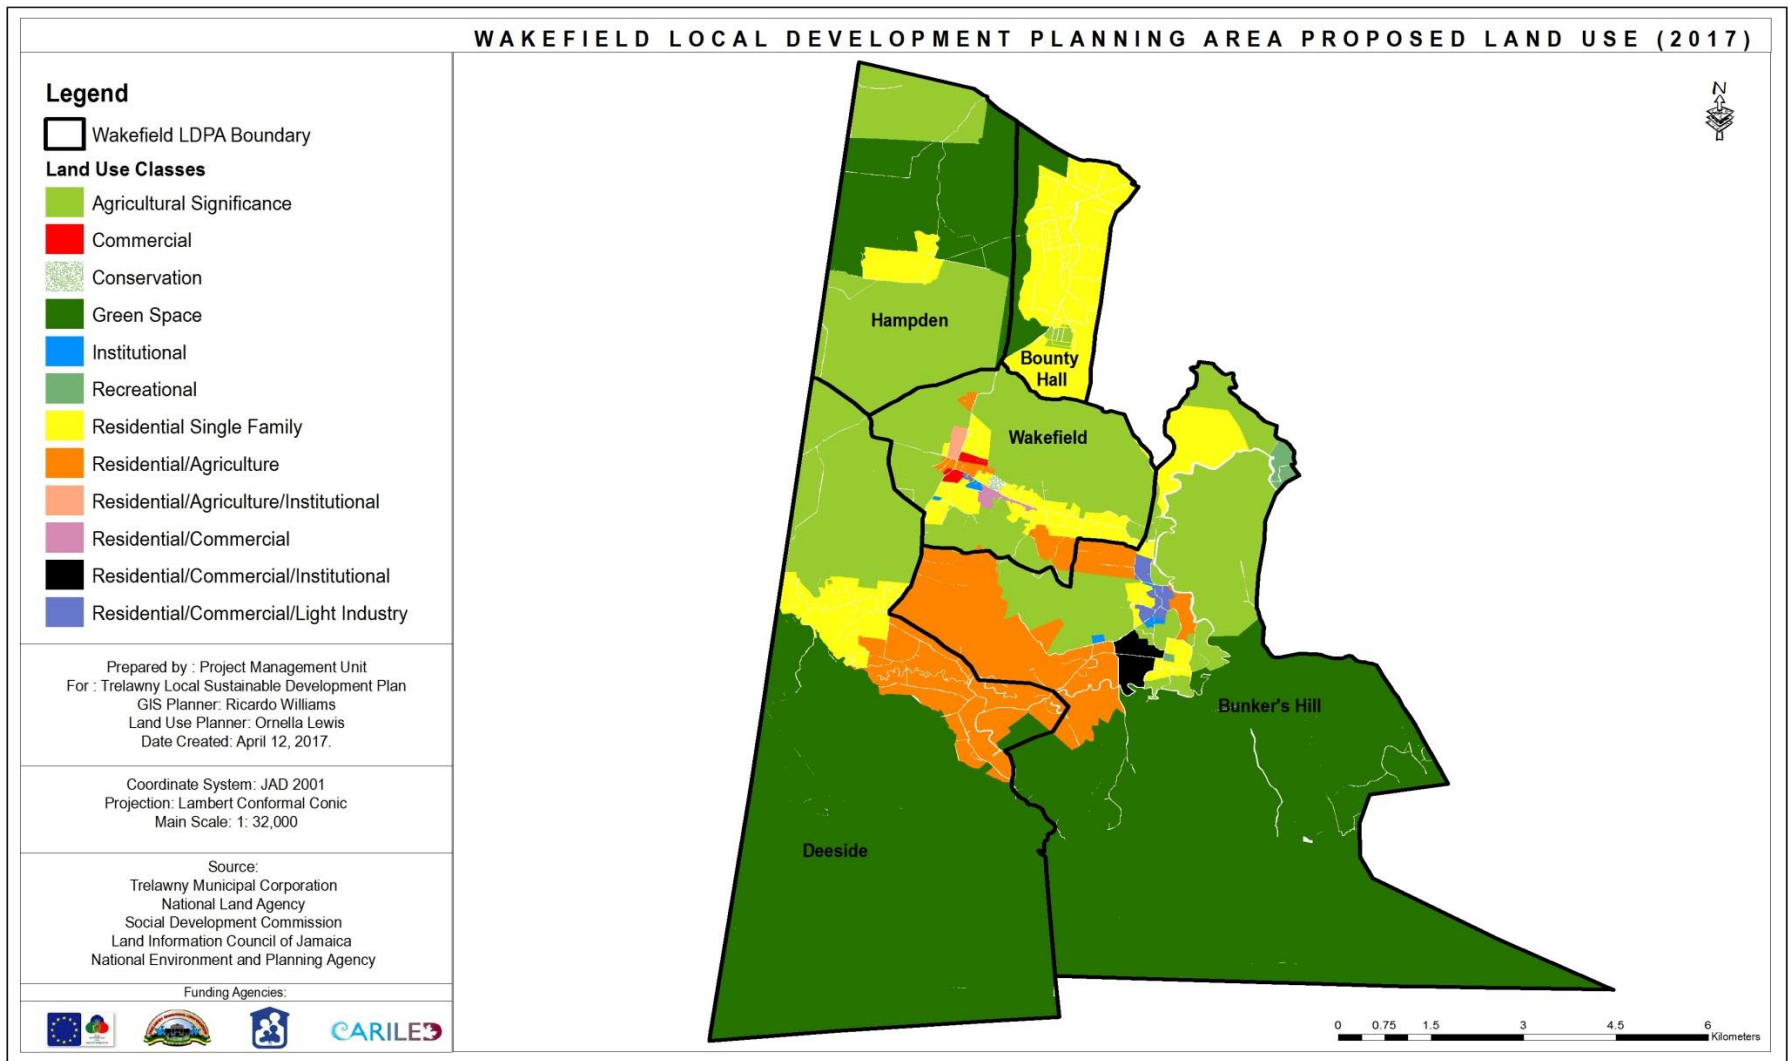 WAKEFIELD LOCAL DEVELOPMENT PLANNING AREA PROPOSED LAND USE (2017)
Legend
Wakefield LDPA Boundary
Land Use Classes
Agricultural Significance
Commercial
Conservation
Green Space
Institutional
Recreational
Residential Single Family
Residential/Agriculture
Residential/Agriculture/Institutional
Residential/Commercial
Residential/Commercial/Institutional
Residential/Commercial/Light Industry
Prepared by : Project Management Unit
For : Trelawny Local Sustainable Development Plan
GIS Planner: Ricardo Williams
Land Use Planner: Ornella Lewis
Date Created: April 12, 2017.
Coordinate System: JAD 2001
Projection: Lambert Conformal Conic
Main Scale: 1: 32,000
Source:
Trelawny Municipal Corporation
National Land Agency
Social Development Commission
Land Information Council of Jamaica
National Environment and Planning Agency
Funding Agencies:
CARILED
N
Hampden
Bounty
Hall
Wakefield
Bunker's Hill
Deeside
0 0.75 1.5 3 4.5 6
Kilometers